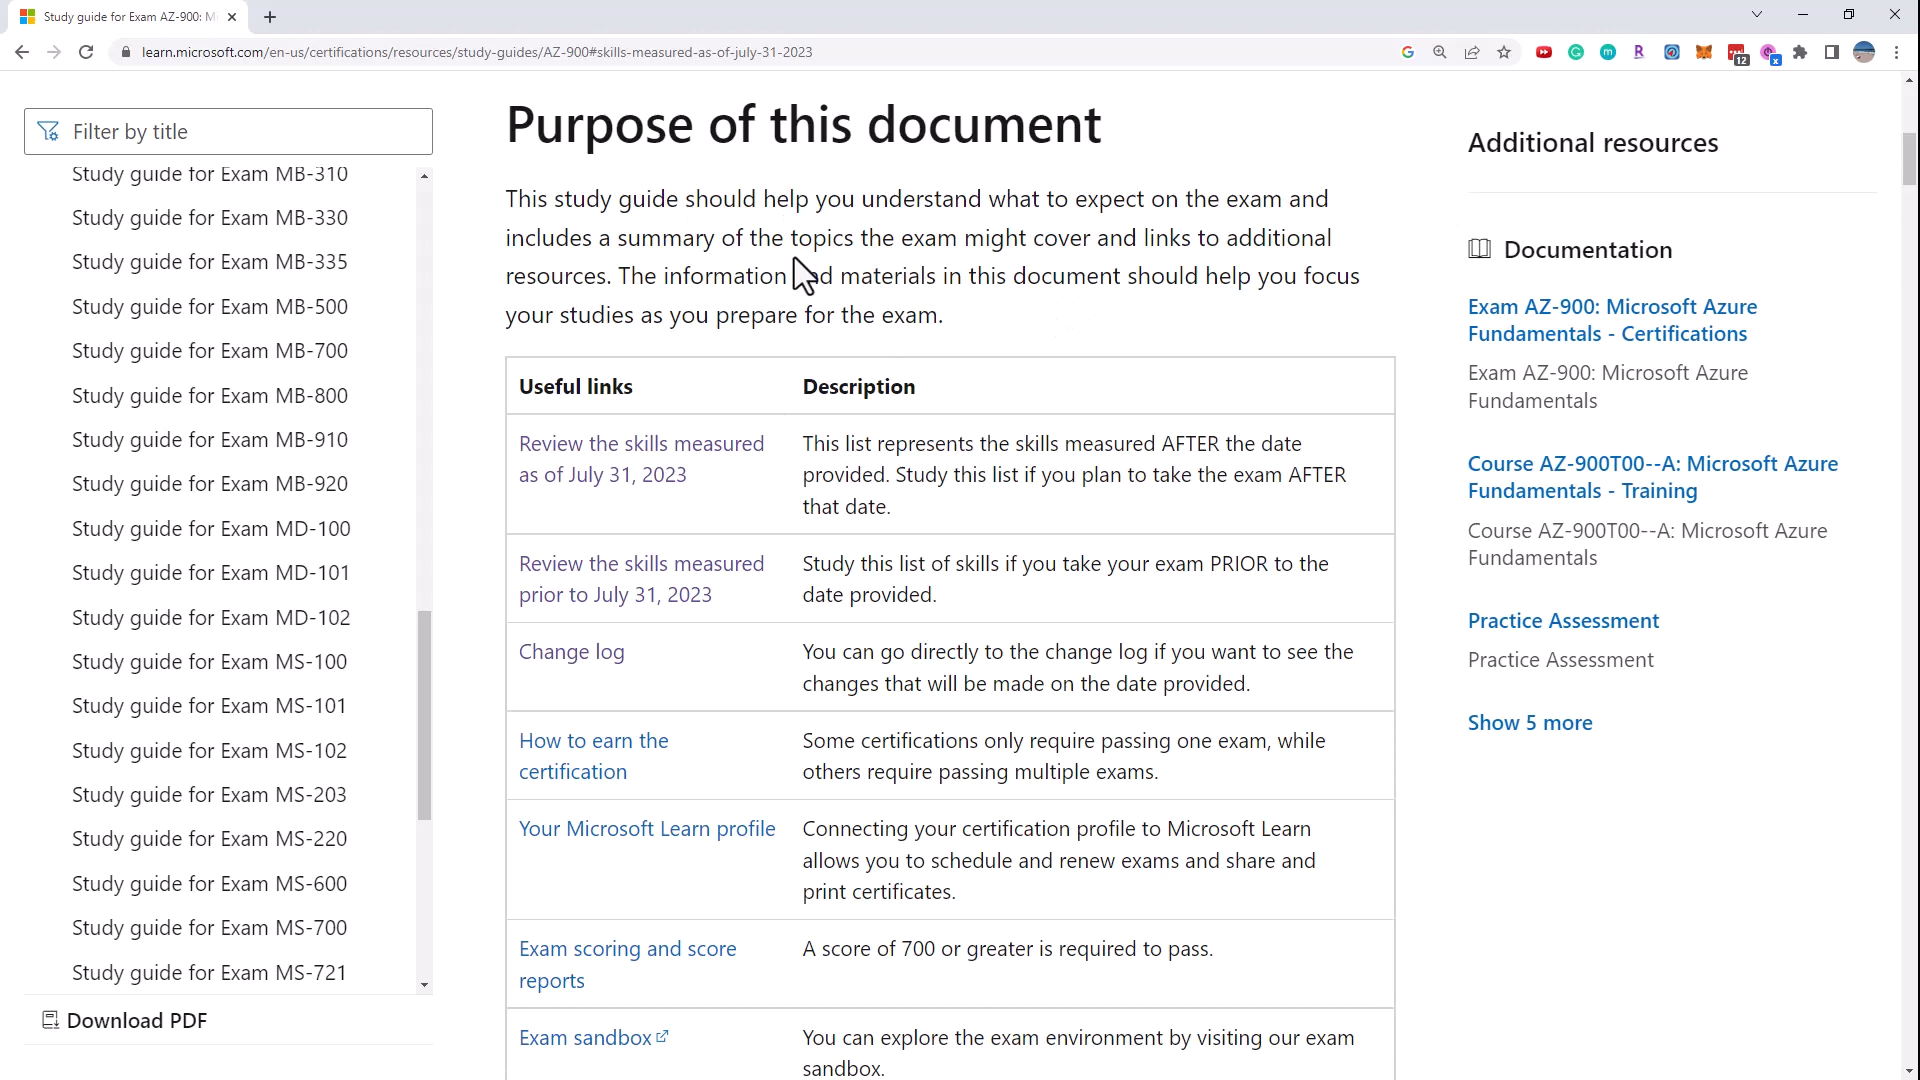 Study guide for Exam AZ-900: M
learn.microsoft.com/en-us/certifications/resources/study-guides/AZ-900#skills-measured-as-of-july-31-2023
12
Filter by title
Study guide for Exam MB-310
Study guide for Exam MB-330
Study guide for Exam MB-335
Study guide for Exam MB-500
Study guide for Exam MB-700
Study guide for Exam MB-800
Study guide for Exam MB-910
Study guide for Exam MB-920
Study guide for Exam MD-100
Study guide for Exam MD-101
Study guide for Exam MD-102
Study guide for Exam MS-100
Study guide for Exam MS-101
Study guide for Exam MS-102
Study guide for Exam MS-203
Study guide for Exam MS-220
Study guide for Exam MS-600
Study guide for Exam MS-700
Study guide for Exam MS-721
Download PDF
Purpose of this document
This study guide should help you understand what to expect on the exam and
includes a summary of the topics the exam might cover and links to additional
resources. The information and materials in this document should help you focus
your studies as you prepare for the exam.
Useful links Description
Review the skills measured
as of July 31, 2023
This list represents the skills measured AFTER the date
provided. Study this list if you plan to take the exam AFTER
that date.
Review the skills measured
prior to July 31, 2023
Study this list of skills if you take your exam PRIOR to the
date provided.
Change log
You can go directly to the change log if you want to see the
changes that will be made on the date provided.
How to earn the
certification
Some certifications only require passing one exam, while
others require passing multiple exams.
Your Microsoft Learn profile
Connecting your certification profile to Microsoft Learn
allows you to schedule and renew exams and share and
print certificates.
Exam scoring and score
reports
A score of 700 or greater is required to pass.
Exam sandbox
You can explore the exam environment by visiting our exam
sandbox.
Additional resources
Documentation
Exam AZ-900: Microsoft Azure
Fundamentals - Certifications
Exam AZ-900: Microsoft Azure
Fundamentals
Course AZ-900T00--A: Microsoft Azure
Fundamentals - Training
Course AZ-900T00--A: Microsoft Azure
Fundamentals
Practice Assessment
Practice Assessment
Show 5 more